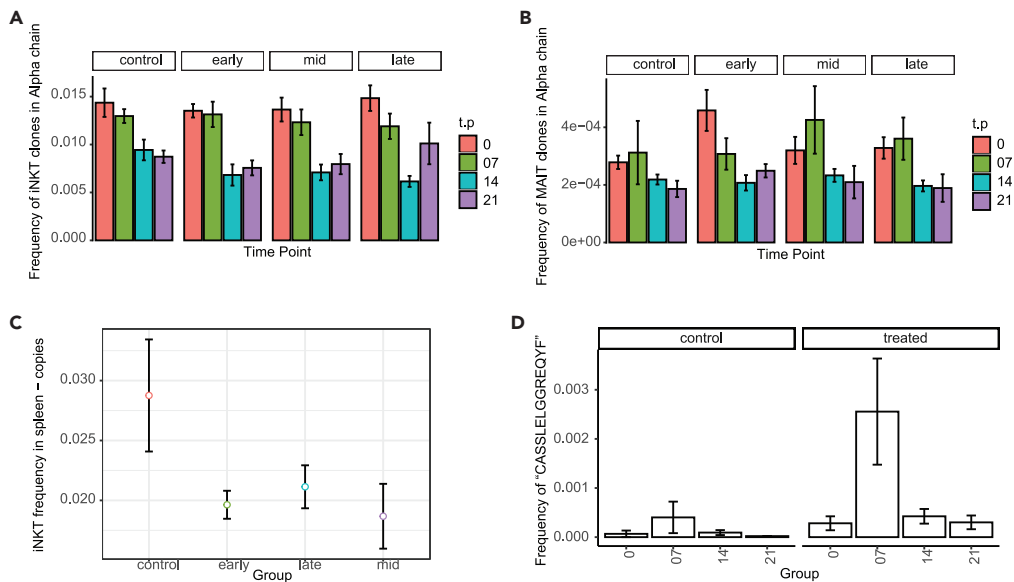 A
Frequency of iNKT clones in Alpha chain
control early mid late
0.015
0.010
0.005
0.000
Time Point
t.p
0
07
14
21
B
Frequency of MAIT clones in Alpha chain
control early mid late
4e−04
2e−04
0e+00
Time Point
t.p
0
07
14
21
C
iNKT frequency in spleen − copies
0.030
0.025
0.020
control early late mid
Group
D
Frequency of "CASSLELGGREQYF"
control treated
0.003
0.002
0.001
0.000
0 07 14 21 0 07 14 21
Group